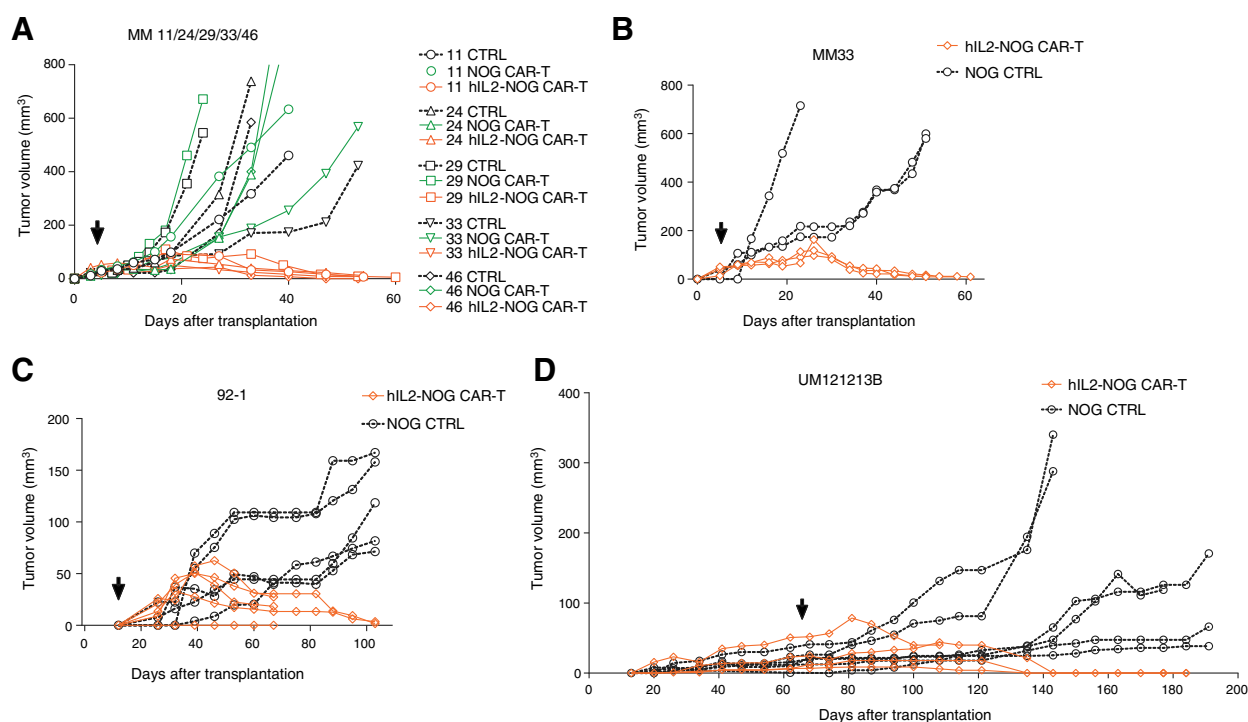 A
MM 11/24/29/33/46
Tumor volume (mm³)
800
600
400
200
0
0
20
40
60
Days after transplantation
11 CTRL
11 NOG CAR-T
11 hIL2-NOG CAR-T
24 CTRL
24 NOG CAR-T
24 hIL2-NOG CAR-T
29 CTRL
29 NOG CAR-T
29 hIL2-NOG CAR-T
33 CTRL
33 NOG CAR-T
33 hIL2-NOG CAR-T
46 CTRL
46 NOG CAR-T
46 hIL2-NOG CAR-T
B
MM33
hIL2-NOG CAR-T
NOG CTRL
Tumor volume (mm³)
800
600
400
200
0
0
20
40
60
Days after transplantation
C
92-1
hIL2-NOG CAR-T
NOG CTRL
Tumor volume (mm³)
200
150
100
50
0
0
20
40
60
80
100
Days after transplantation
D
UM121213B
hIL2-NOG CAR-T
NOG CTRL
Tumor volume (mm³)
400
300
200
100
0
0
20
40
60
80
100
120
140
160
180
200
Days after transplantation